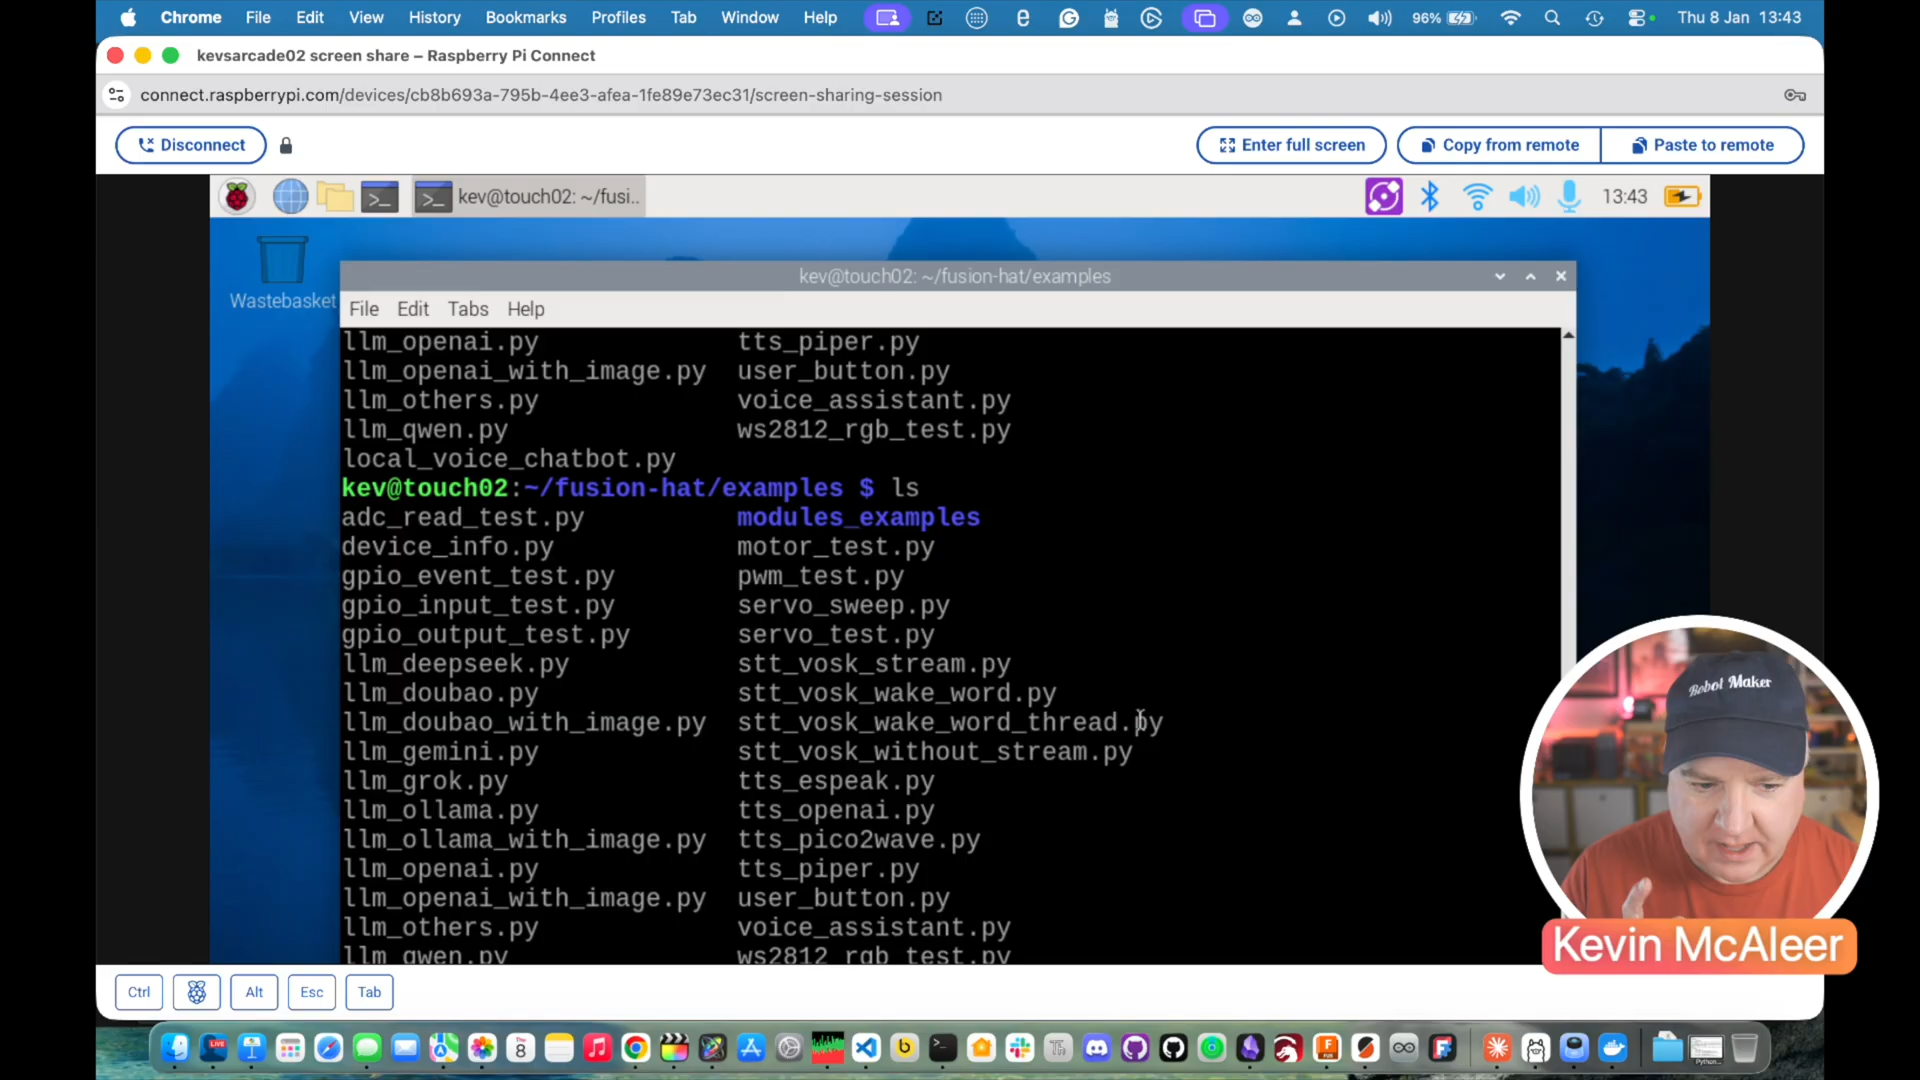 Chrome File Edit View History Bookmarks Profiles Tab Window Help 96% Thu 8 Jan 13:43
kevsarcade02 screen share – Raspberry Pi Connect
connect.raspberrypi.com/devices/cb8b693a-795b-4ee3-afea-1fe89e73ec31/screen-sharing-session
Disconnect Enter full screen Copy from remote Paste to remote
kev@touch02: ~/fusi.. 13:43
Wastebasket
kev@touch02: ~/fusion-hat/examples
File Edit Tabs Help
llm_openai.py tts_piper.py
llm_openai_with_image.py user_button.py
llm_others.py voice_assistant.py
llm_qwen.py ws2812_rgb_test.py
local_voice_chatbot.py
kev@touch02:~/fusion-hat/examples $ ls
adc_read_test.py modules_examples
device_info.py motor_test.py
gpio_event_test.py pwm_test.py
gpio_input_test.py servo_sweep.py
gpio_output_test.py servo_test.py
llm_deepseek.py stt_vosk_stream.py
llm_doubao.py stt_vosk_wake_word.py
llm_doubao_with_image.py stt_vosk_wake_word_thread.py
llm_gemini.py stt_vosk_without_stream.py
llm_grok.py tts_espeak.py
llm_ollama.py tts_openai.py
llm_ollama_with_image.py tts_pico2wave.py
llm_openai.py tts_piper.py
llm_openai_with_image.py user_button.py
llm_others.py voice_assistant.py
llm_qwen.py ws2812_rgb_test.py
Robot Maker
Kevin McAleer
Ctrl Alt Esc Tab